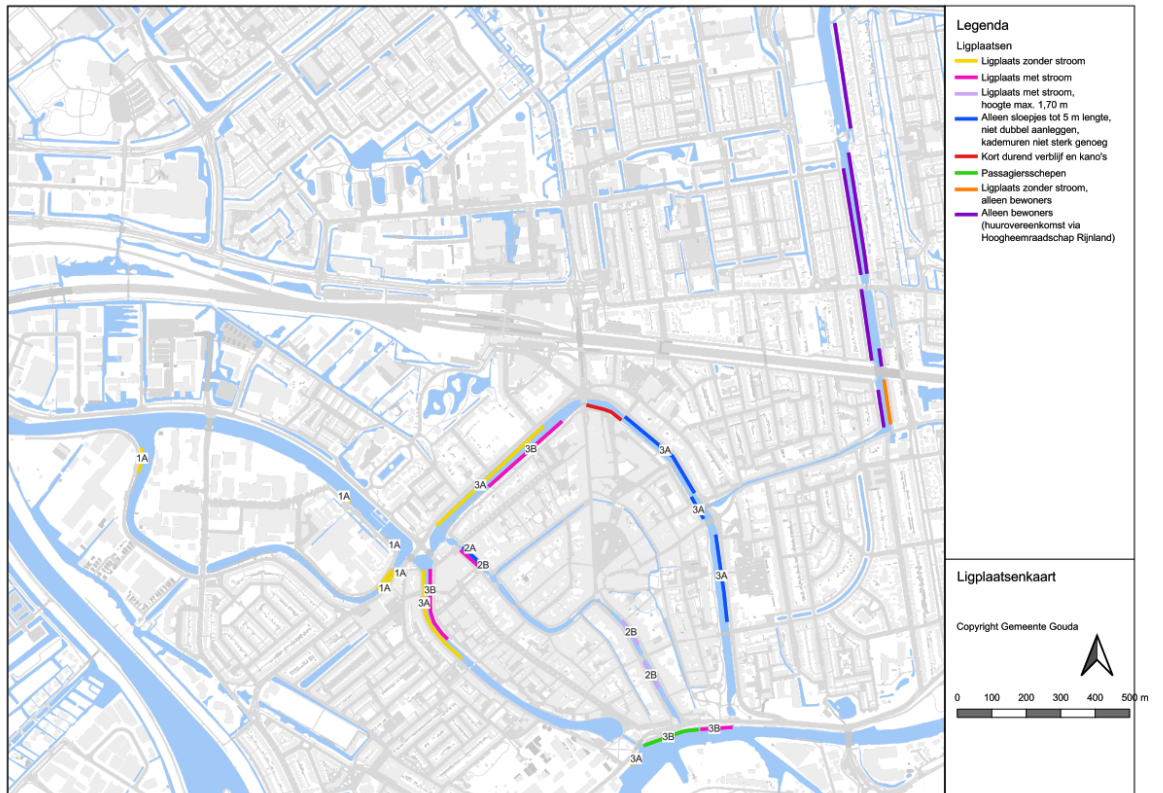 Legenda
Ligplaatsen
Ligplaats zonder stroom
Ligplaats met stroom
Ligplaats met stroom,
hoogte max. 1,70 m
Alleen sloepjes tot 5 m lengte,
niet dubbel aanleggen,
kademuren niet sterk genoeg
Kort durend verblijf en kano's
Passagiersschepen
Ligplaats zonder stroom,
alleen bewoners
Alleen bewoners
(huurovereenkomst via
Hoogheemraadschap Rijnland)
3B
3A
1A
3A
1A
3A
1A
2A
2B
1A
1A
3B
3A
3A
2B
2B
3B
3B
3A
Ligplaatsenkaart
Copyright Gemeente Gouda
0 100 200 300 400 500 m